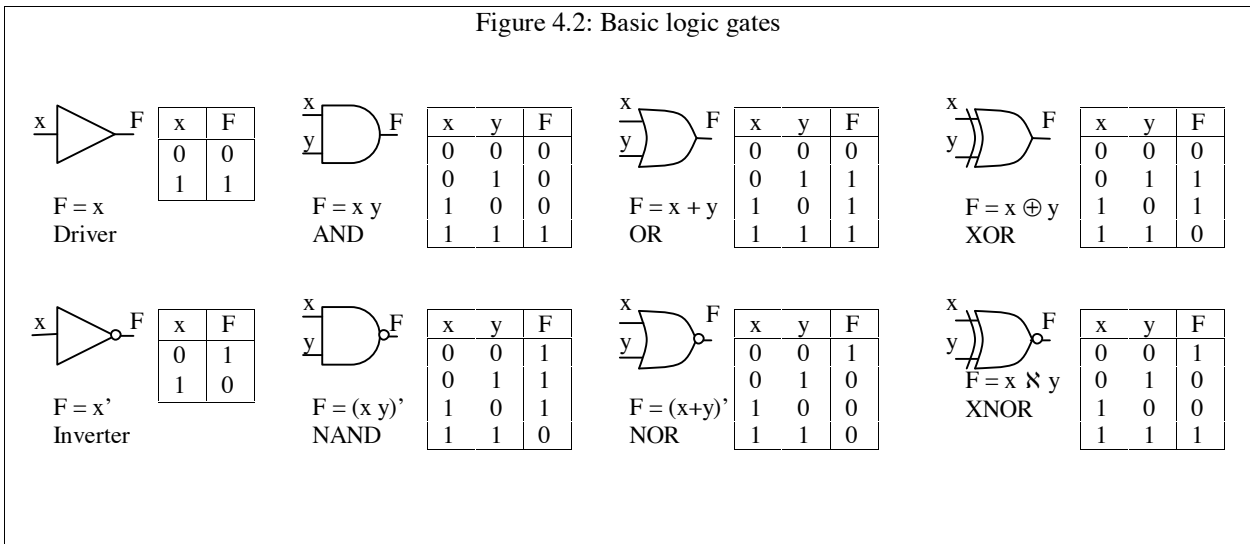 Figure 4.2: Basic logic gates
x F
x F
0 0
1 1
F = x
Driver
x
y F
x y F
0 0 0
0 1 0
1 0 0
1 1 1
F = x y
AND
x
y F
x y F
0 0 0
0 1 1
1 0 1
1 1 1
F = x + y
OR
x
y F
x y F
0 0 0
0 1 1
1 0 1
1 1 0
F = x ⊕ y
XOR
x F
x F
0 1
1 0
F = x’
Inverter
x
y F
x y F
0 0 1
0 1 1
1 0 1
1 1 0
F = (x y)’
NAND
x
y F
x y F
0 0 1
0 1 0
1 0 0
1 1 0
F = (x+y)’
NOR
x
y F
x y F
0 0 1
0 1 0
1 0 0
1 1 1
F = x ℵ y
XNOR